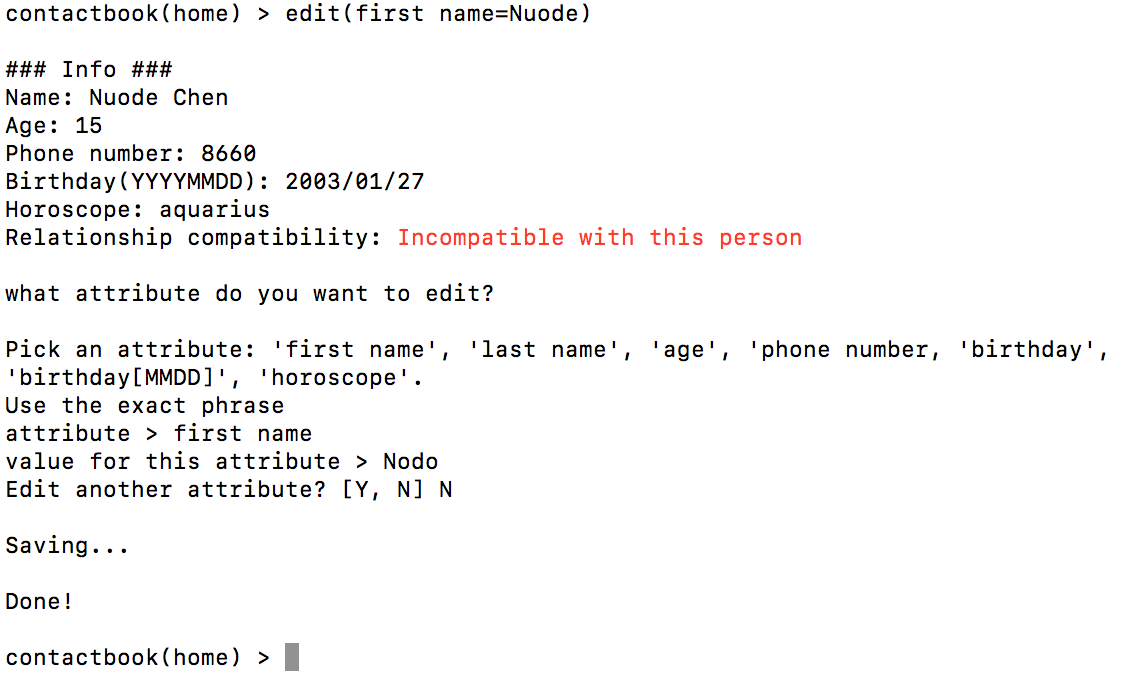 contactbook(home) > edit(first name=Nuode)
### Info ###
Name: Nuode Chen
Age: 15
Phone number: 8660
Birthday(YYYYMMDD): 2003/01/27
Horoscope: aquarius
Relationship compatibility: Incompatible with this person
what attribute do you want to edit?
Pick an attribute: 'first name', 'last name', 'age', 'phone number, 'birthday',
'birthday[MMDD]', 'horoscope'.
Use the exact phrase
attribute > first name
value for this attribute > Nodo
Edit another attribute? [Y, N] N
Saving...
Done!
contactbook(home) >